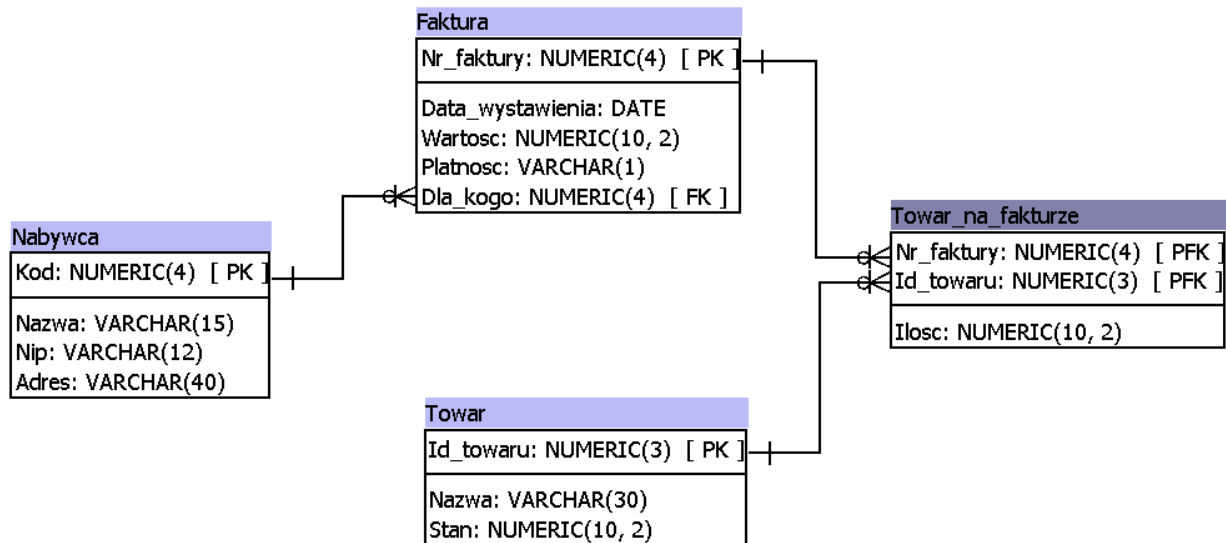 Faktura
Nr_faktury: NUMERIC(4) [ PK ]
Data_wystawienia: DATE
Wartosc: NUMERIC(10, 2)
Platnosc: VARCHAR(1)
Dla_kogo: NUMERIC(4) [ FK ]
Nabywca
Kod: NUMERIC(4) [ PK ]
Nazwa: VARCHAR(15)
Nip: VARCHAR(12)
Adres: VARCHAR(40)
Towar_na_fakturze
Nr_faktury: NUMERIC(4) [ PFK ]
Id_towaru: NUMERIC(3) [ PFK ]
Ilosc: NUMERIC(10, 2)
Towar
Id_towaru: NUMERIC(3) [ PK ]
Nazwa: VARCHAR(30)
Stan: NUMERIC(10, 2)